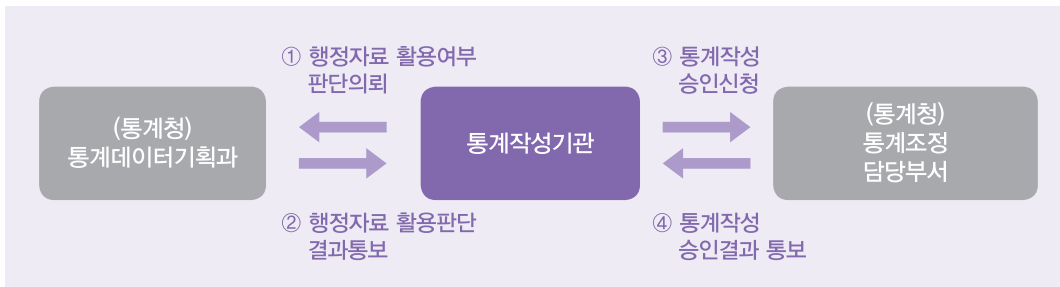 ① 행정자료 활용여부
판단의뢰
③ 통계작성
승인신청
(통계청)
통계데이터기획과
통계작성기관
(통계청)
통계조정
담당부서
② 행정자료 활용판단
결과통보
④ 통계작성
승인결과 통보